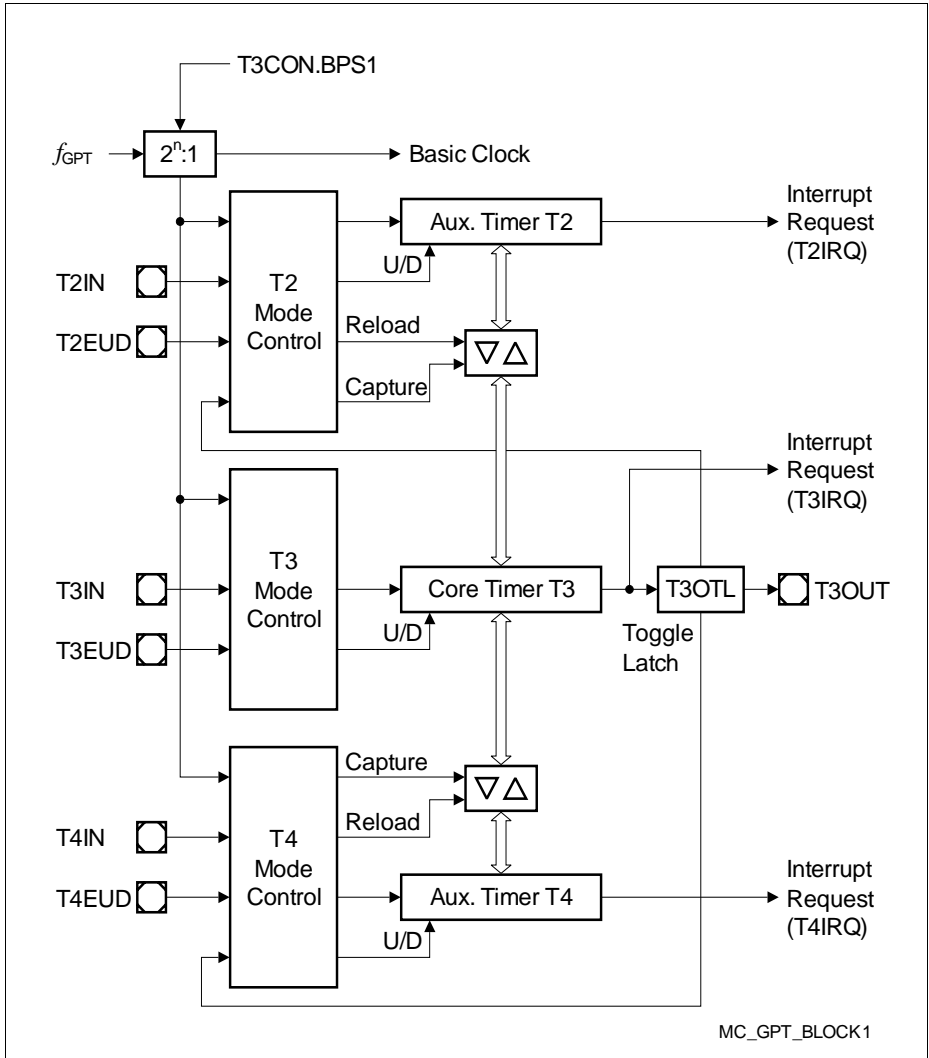 T3CON.BPS1
fGPT
2n:1
Basic Clock
Interrupt
Request
(T2IRQ)
Aux. Timer T2
U/D
T2IN
T2
Mode
Control
T2EUD
Reload
Capture
Interrupt
Request
(T3IRQ)
T3
Mode
Control
T3IN
Core Timer T3
T3OTL
T3OUT
U/D
T3EUD
Toggle
Latch
Capture
T4IN
T4
Mode
Control
Reload
T4EUD
Aux. Timer T4
U/D
Interrupt
Request
(T4IRQ)
MC_GPT_BLOCK1